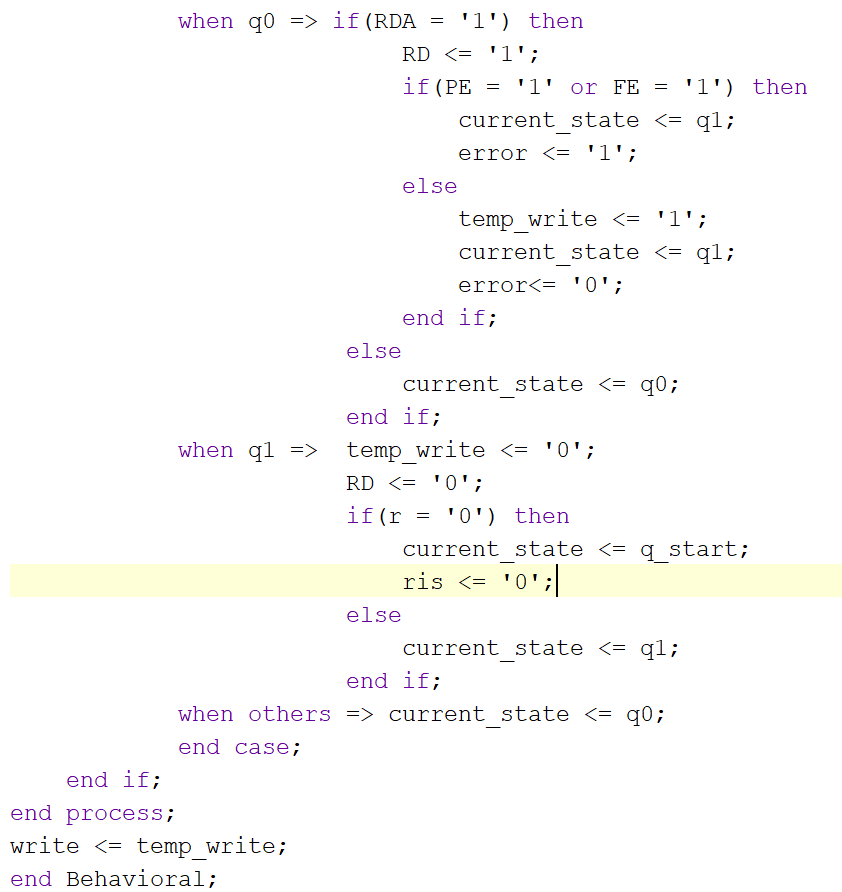 when q0 => if(RDA = '1') then
RD <= '1';
if(PE = '1' or FE = '1') then
current_state <= q1;
error <= '1';
else
temp_write <= '1';
current_state <= q1;
error<= '0';
end if;
else
current_state <= q0;
end if;
when q1 =>  temp_write <= '0';
RD <= '0';
if(r = '0') then
current_state <= q_start;
ris <= '0';
else
current_state <= q1;
end if;
when others => current_state <= q0;
end case;
end if;
end process;
write <= temp_write;
end Behavioral;